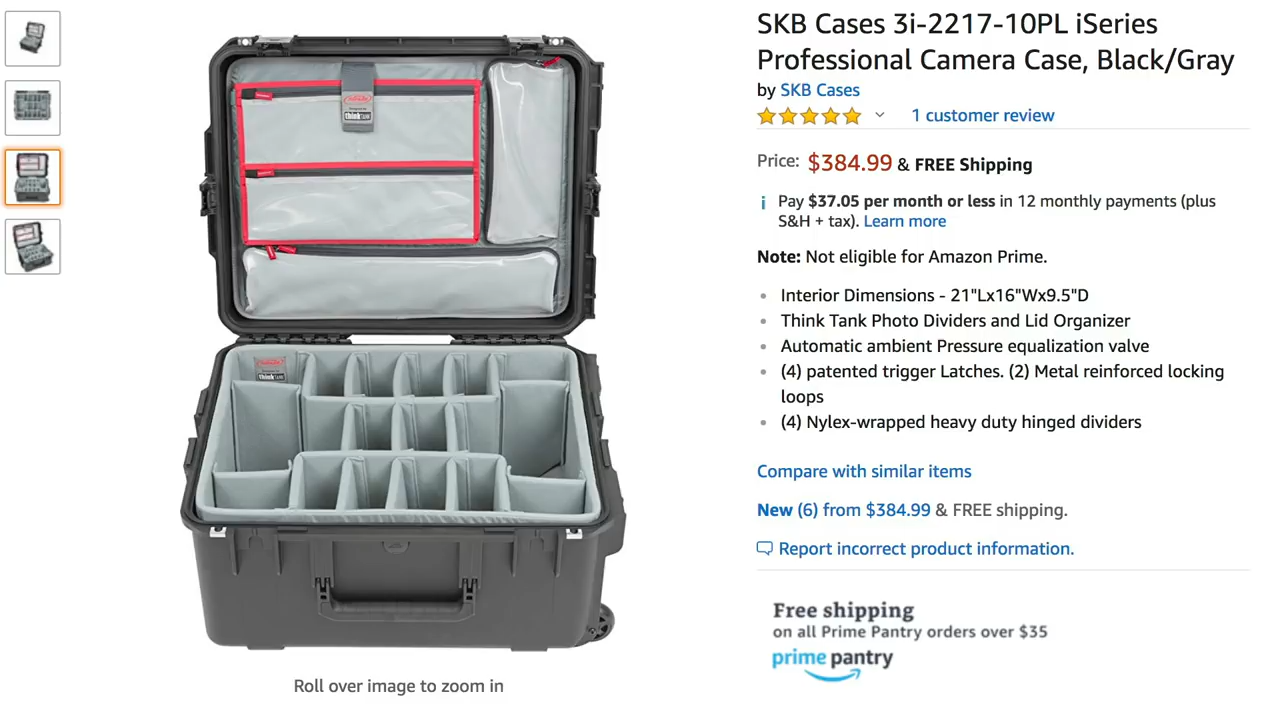 SKB Cases 3i-2217-10PL iSeries
Professional Camera Case, Black/Gray
by SKB Cases
1 customer review
Price: $384.99 & FREE Shipping
Pay $37.05 per month or less in 12 monthly payments (plus
S&H + tax). Learn more
Note: Not eligible for Amazon Prime.
• Interior Dimensions - 21"Lx16"Wx9.5"D
• Think Tank Photo Dividers and Lid Organizer
• Automatic ambient Pressure equalization valve
• (4) patented trigger Latches. (2) Metal reinforced locking
loops
• (4) Nylex-wrapped heavy duty hinged dividers
Compare with similar items
New (6) from $384.99 & FREE shipping.
Report incorrect product information.
Free shipping
on all Prime Pantry orders over $35
prime pantry
thinkTANK
thinkTANK
Roll over image to zoom in